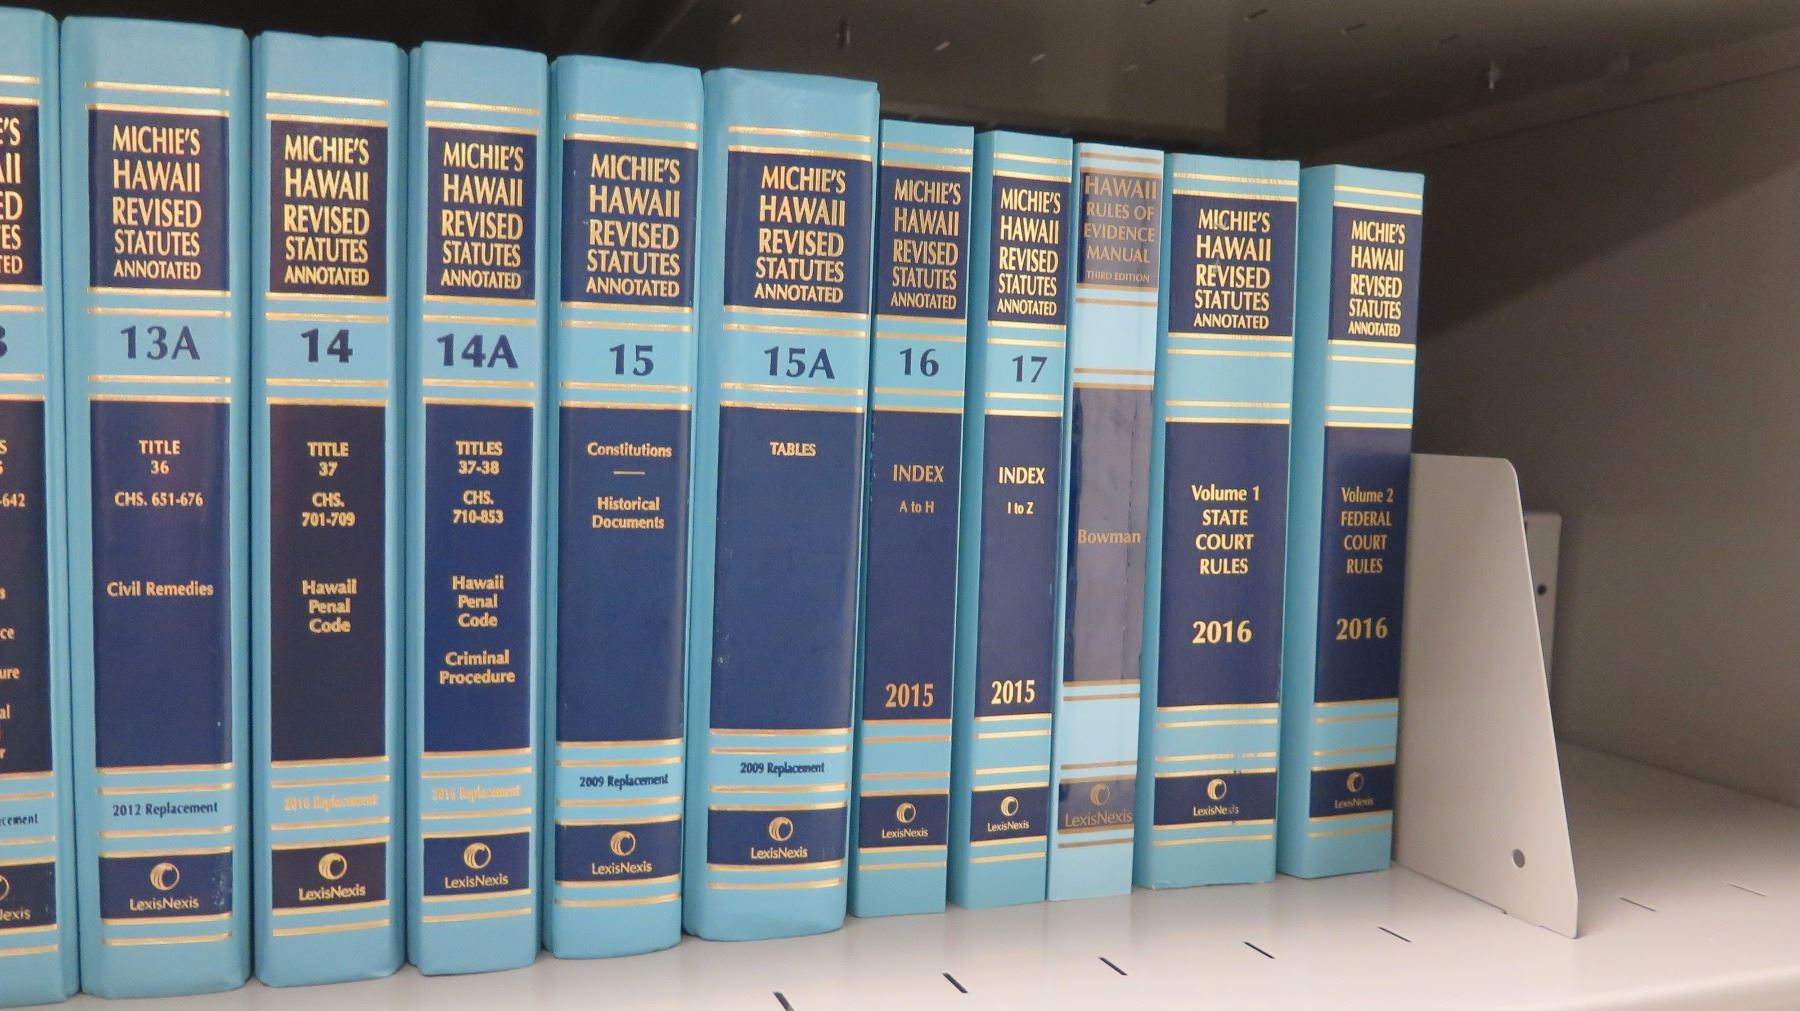 MICHIE'S
HAWAII
REVISED
STATUTES
ANNOTATED
13A
TITLE
36
CHS. 651-676
Civil Remedies
2012 Replacement
LexisNexis
MICHIE'S
HAWAII
REVISED
STATUTES
ANNOTATED
14
TITLE
37
CHS.
701-709
Hawaii
Penal
Code
2016 Replacement
LexisNexis
MICHIE'S
HAWAII
REVISED
STATUTES
ANNOTATED
14A
TITLES
37-38
CHS.
710-853
Hawaii
Penal
Code
Criminal
Procedure
2016 Replacement
LexisNexis
MICHIE'S
HAWAII
REVISED
STATUTES
ANNOTATED
15
Constitutions
Historical
Documents
2009 Replacement
LexisNexis
MICHIE'S
HAWAII
REVISED
STATUTES
ANNOTATED
15A
TABLES
2009 Replacement
LexisNexis
MICHIE'S
HAWAII
REVISED
STATUTES
ANNOTATED
16
INDEX
A to H
2015
LexisNexis
MICHIE'S
HAWAII
REVISED
STATUTES
ANNOTATED
17
INDEX
I to Z
2015
LexisNexis
HAWAII
RULES OF
EVIDENCE
MANUAL
THIRD EDITION
Bowman
LexisNexis
MICHIE'S
HAWAII
REVISED
STATUTES
ANNOTATED
Volume 1
STATE
COURT
RULES
2016
LexisNexis
MICHIE'S
HAWAII
REVISED
STATUTES
ANNOTATED
Volume 2
FEDERAL
COURT
RULES
2016
LexisNexis